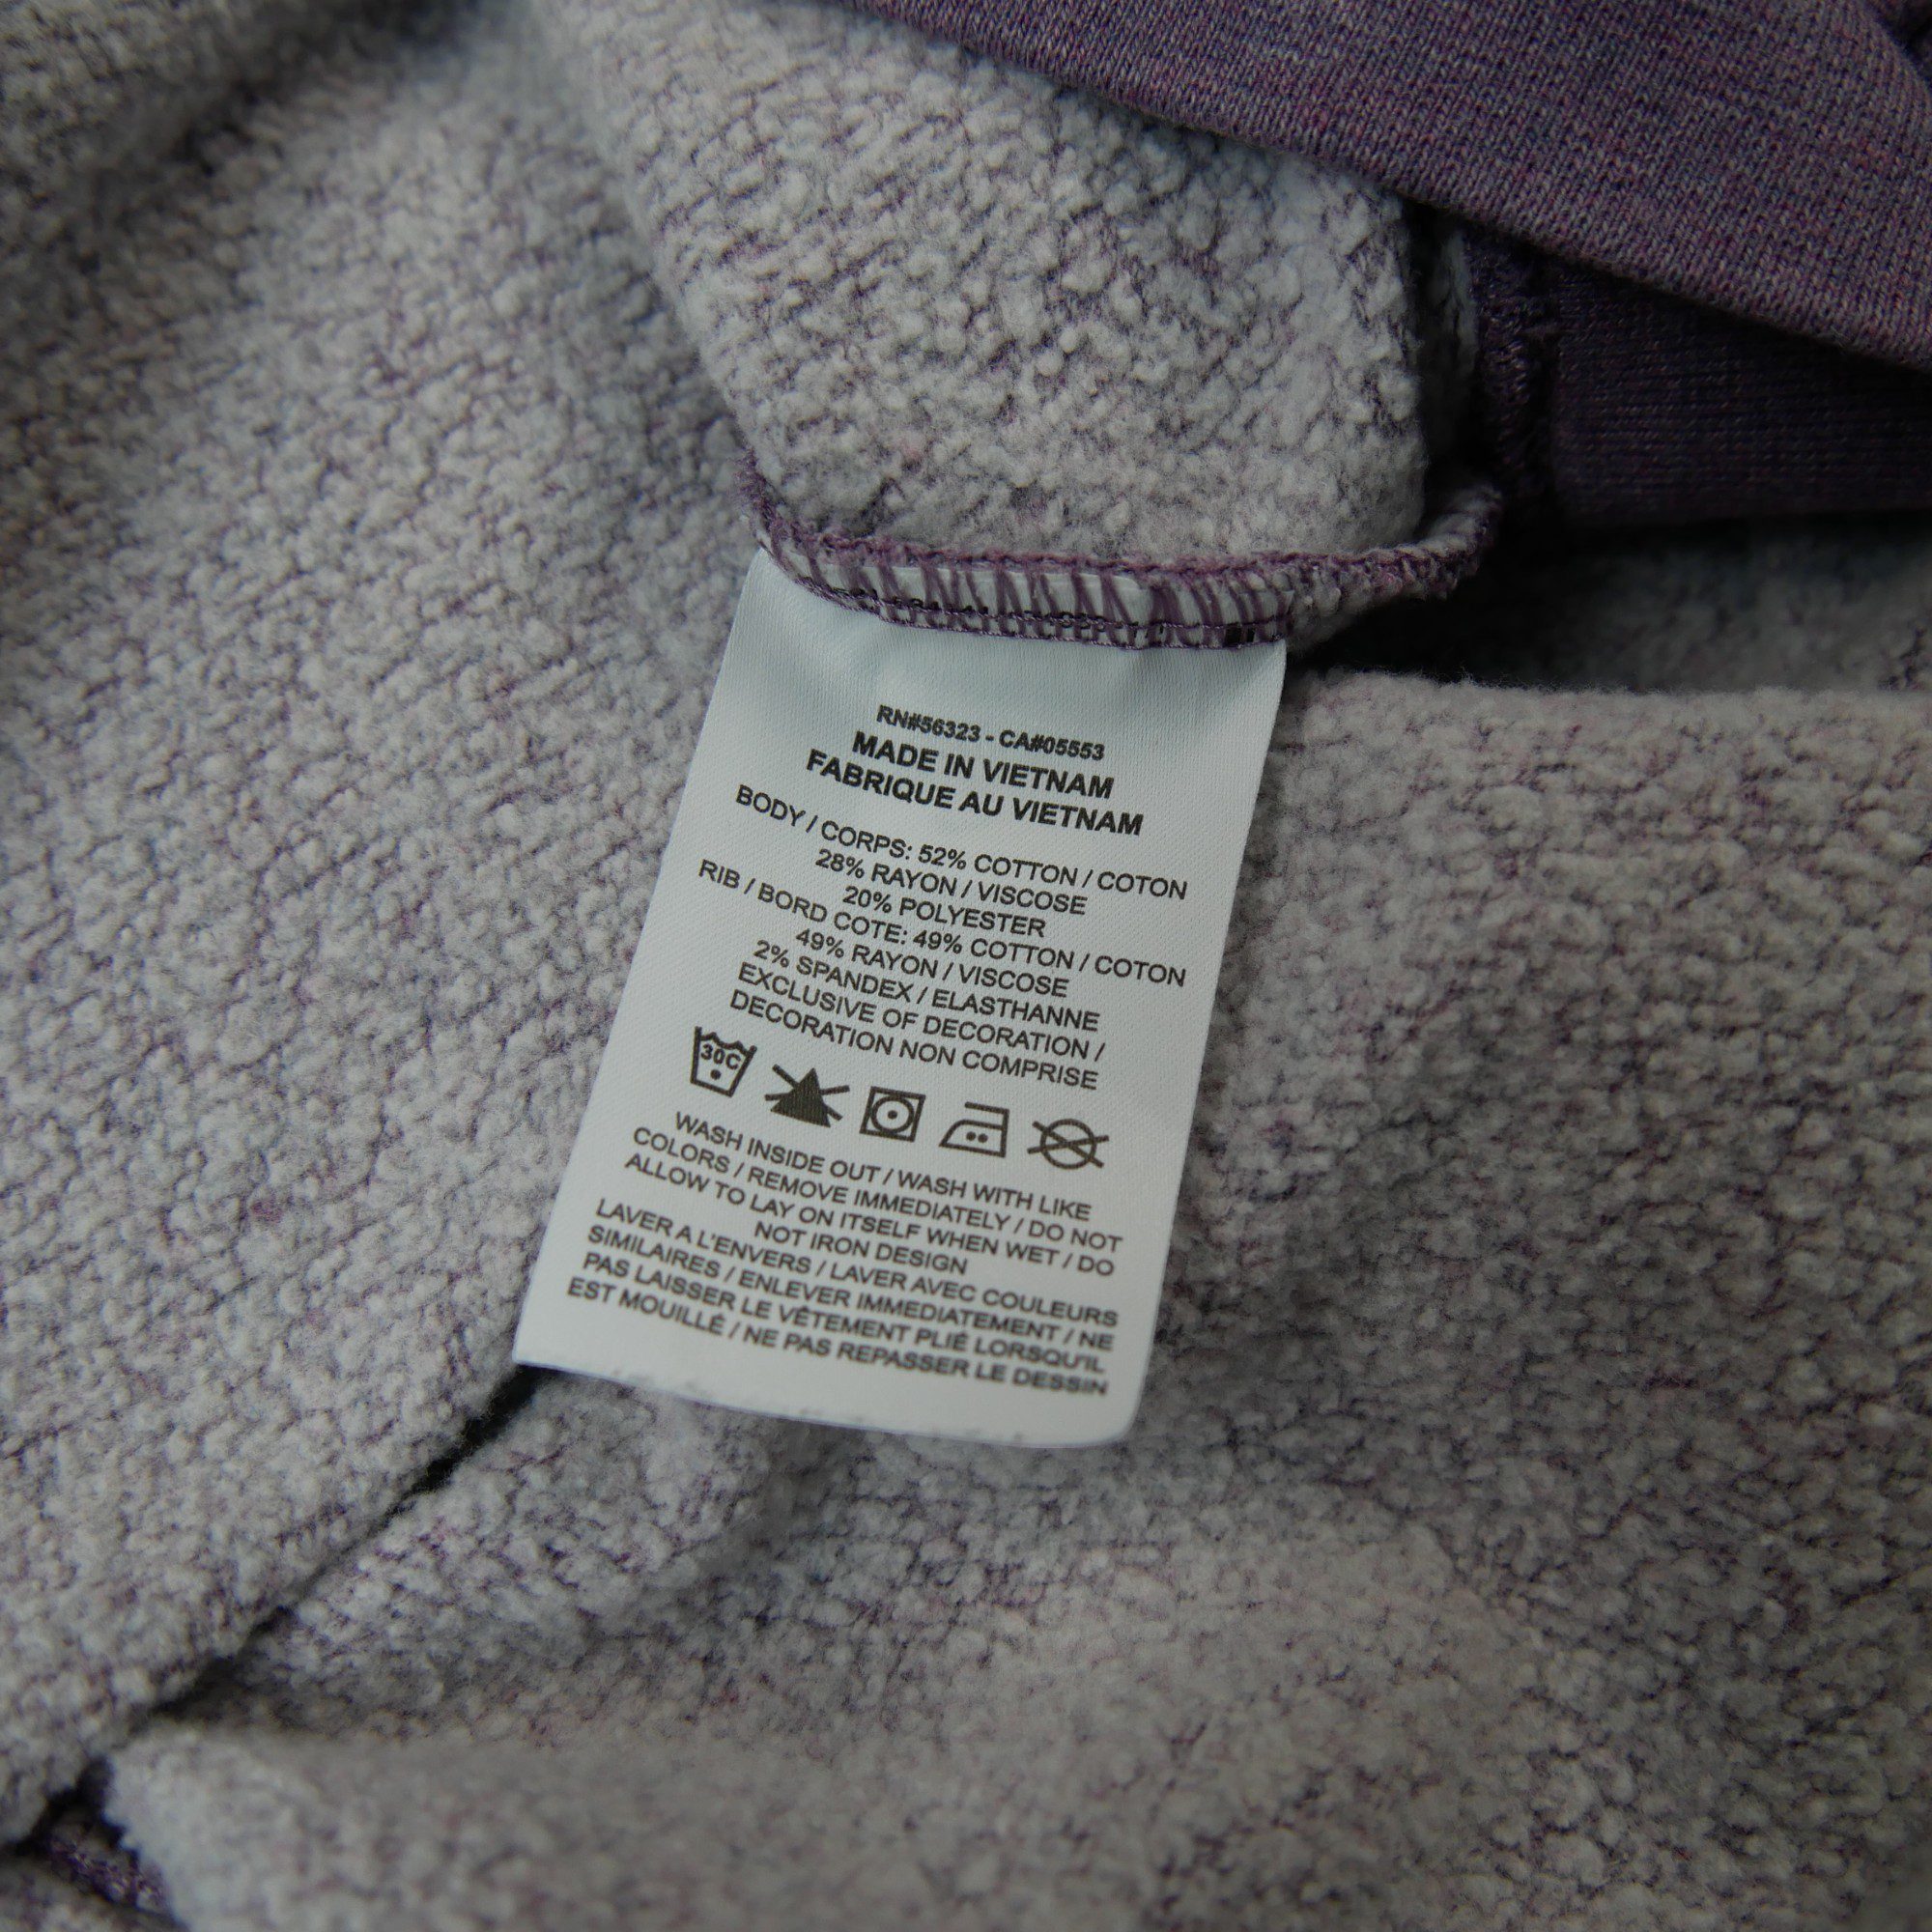 RN#56323 - CA#05553
MADE IN VIETNAM
FABRIQUE AU VIETNAM
BODY / CORPS: 52% COTTON / COTON
28% RAYON / VISCOSE
20% POLYESTER
RIB / BORD COTE: 49% COTTON / COTON
49% RAYON / VISCOSE
2% SPANDEX / ELASTHANNE
EXCLUSIVE OF DECORATION /
DECORATION NON COMPRISE
30C
WASH INSIDE OUT / WASH WITH LIKE
COLORS / REMOVE IMMEDIATELY / DO NOT
ALLOW TO LAY ON ITSELF WHEN WET / DO
NOT IRON DESIGN
LAVER A L'ENVERS / LAVER AVEC COULEURS
SIMILAIRES / ENLEVER IMMEDIATEMENT / NE
PAS LAISSER LE VÊTEMENT PLIÉ LORSQU'IL
EST MOUILLÉ / NE PAS REPASSER LE DESSIN